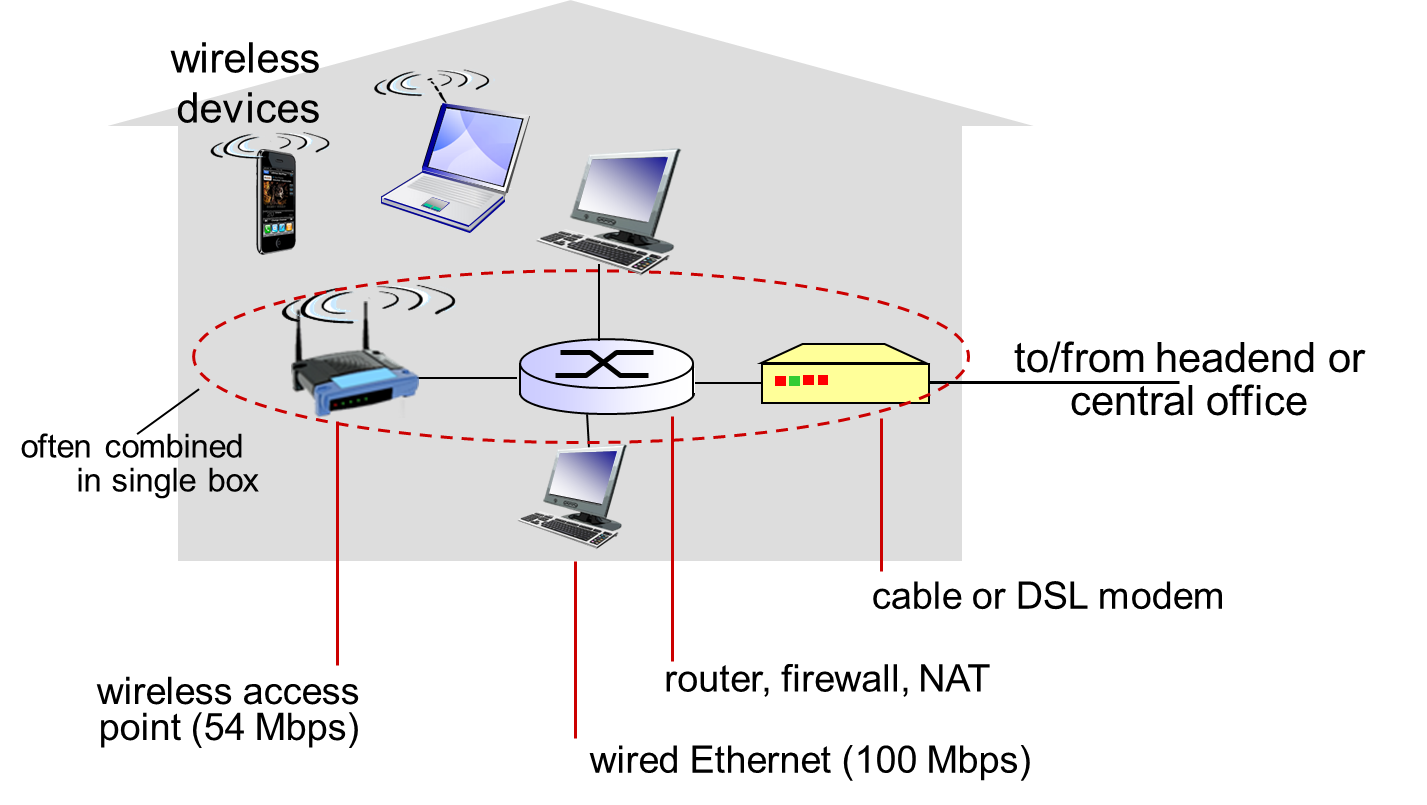 wireless
devices
to/from headend or
central office
often combined
in single box
cable or DSL modem
router, firewall, NAT
wireless access
point (54 Mbps)
wired Ethernet (100 Mbps)